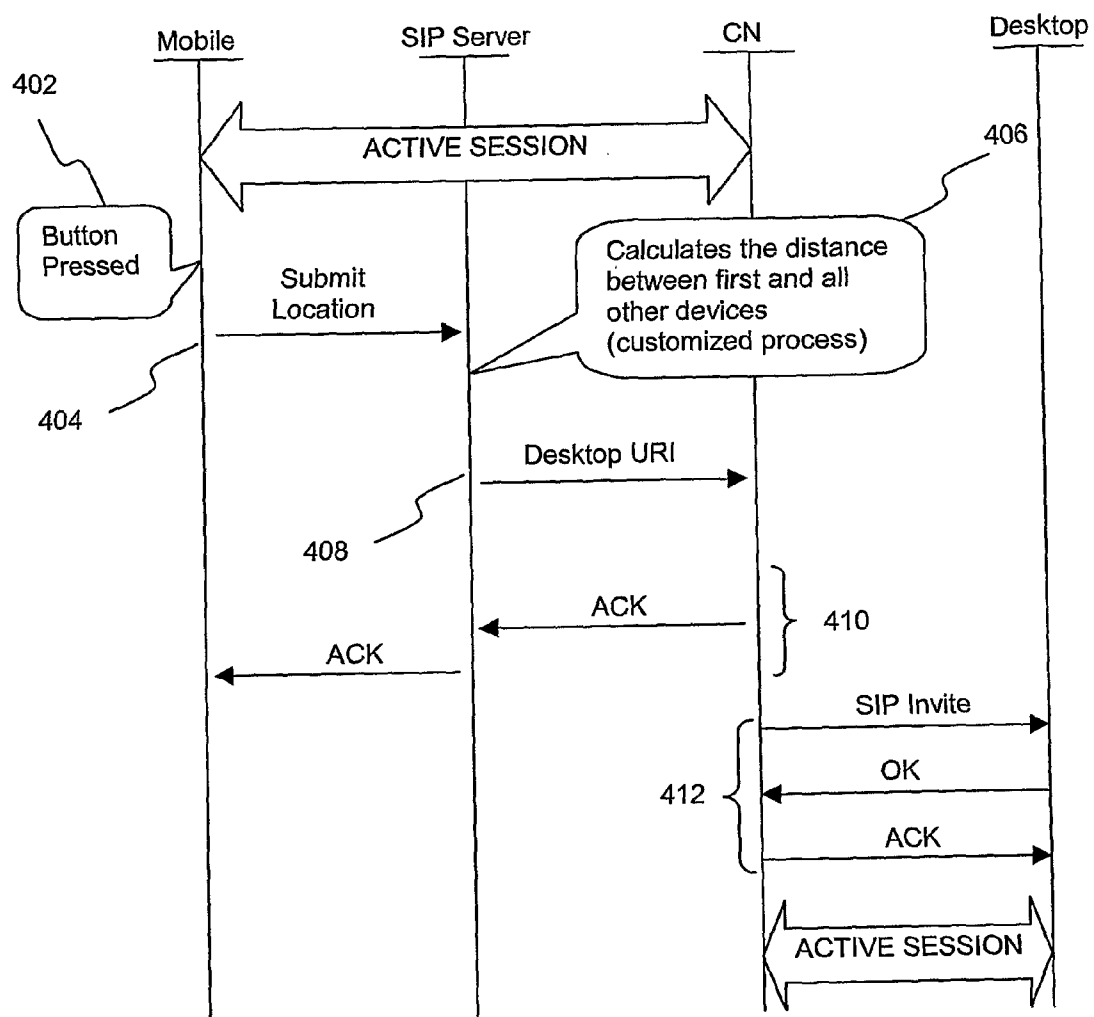 Mobile
SIP Server
CN
Desktop
402
ACTIVE SESSION
406
Button
Pressed
Calculates the distance
between first and all
other devices
(customized process)
Submit
Location
404
Desktop URI
408
ACK
410
ACK
SIP Invite
OK
412
ACK
ACTIVE SESSION